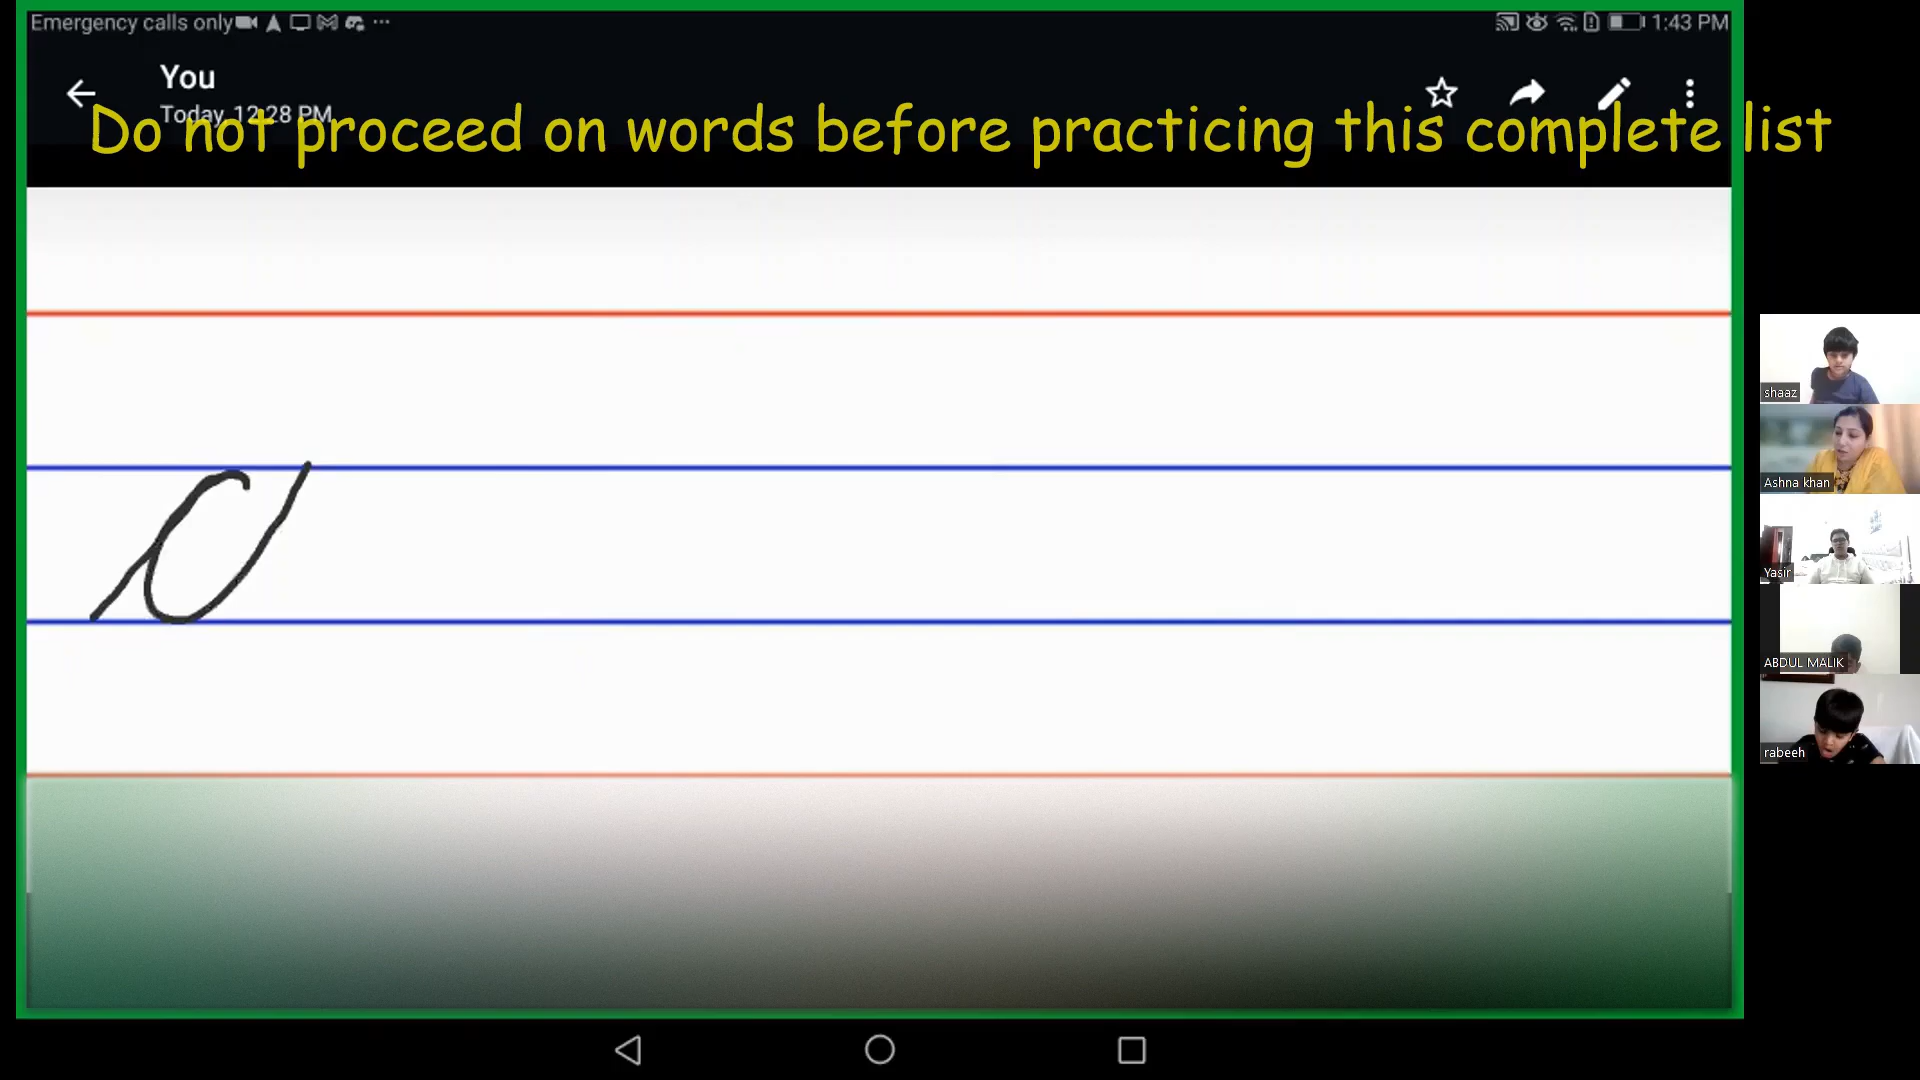 Emergency calls only ... 1:43 PM
You
Today, 12:28 PM
Do not proceed on words before practicing this complete list
shaaz
Ashna khan
Yasir
ABDUL MALIK
rabeeh